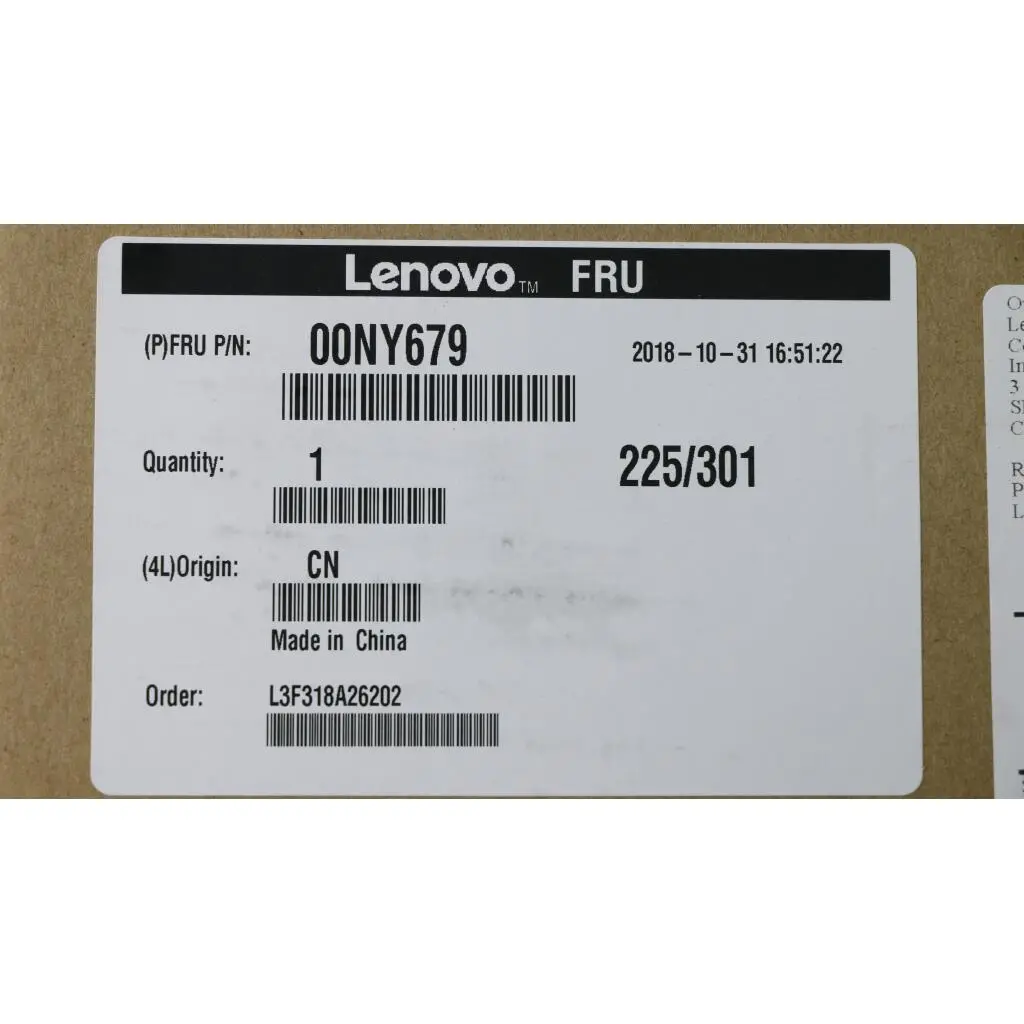 Lenovo™ FRU
(P)FRU P/N: 00NY679 2018-10-31 16:51:22
Quantity: 1 225/301
(4L)Origin: CN
Made in China
Order: L3F318A26202